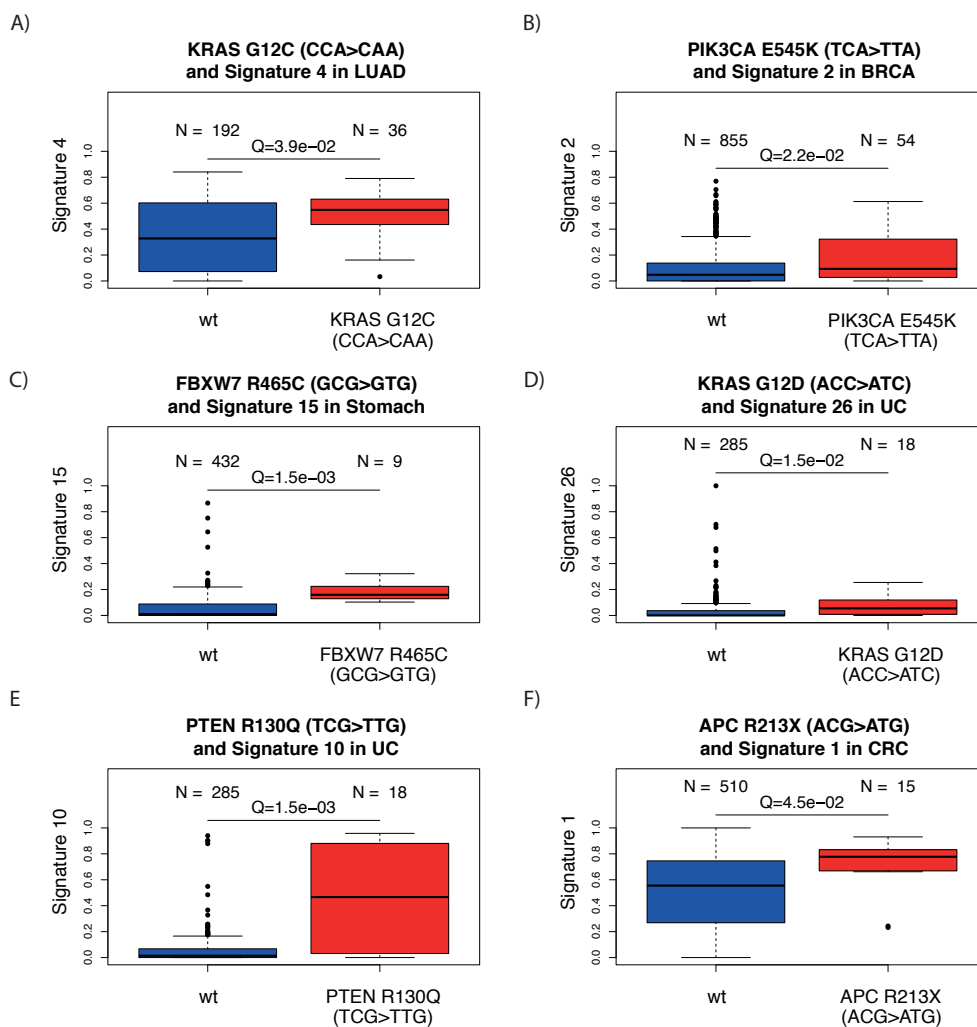 A)
KRAS G12C (CCA>CAA)
and Signature 4 in LUAD
N = 192
N = 36
Q=3.9e−02
Signature 4
0.0 0.2 0.4 0.6 0.8 1.0
wt
KRAS G12C
(CCA>CAA)
B)
PIK3CA E545K (TCA>TTA)
and Signature 2 in BRCA
N = 855
N = 54
Q=2.2e−02
Signature 2
0.0 0.2 0.4 0.6 0.8 1.0
wt
PIK3CA E545K
(TCA>TTA)
C)
FBXW7 R465C (GCG>GTG)
and Signature 15 in Stomach
N = 432
N = 9
Q=1.5e−03
Signature 15
0.0 0.2 0.4 0.6 0.8 1.0
wt
FBXW7 R465C
(GCG>GTG)
D)
KRAS G12D (ACC>ATC)
and Signature 26 in UC
N = 285
N = 18
Q=1.5e−02
Signature 26
0.0 0.2 0.4 0.6 0.8 1.0
wt
KRAS G12D
(ACC>ATC)
E
PTEN R130Q (TCG>TTG)
and Signature 10 in UC
N = 285
N = 18
Q=1.5e−03
Signature 10
0.0 0.2 0.4 0.6 0.8 1.0
wt
PTEN R130Q
(TCG>TTG)
F)
APC R213X (ACG>ATG)
and Signature 1 in CRC
N = 510
N = 15
Q=4.5e−02
Signature 1
0.0 0.2 0.4 0.6 0.8 1.0
wt
APC R213X
(ACG>ATG)